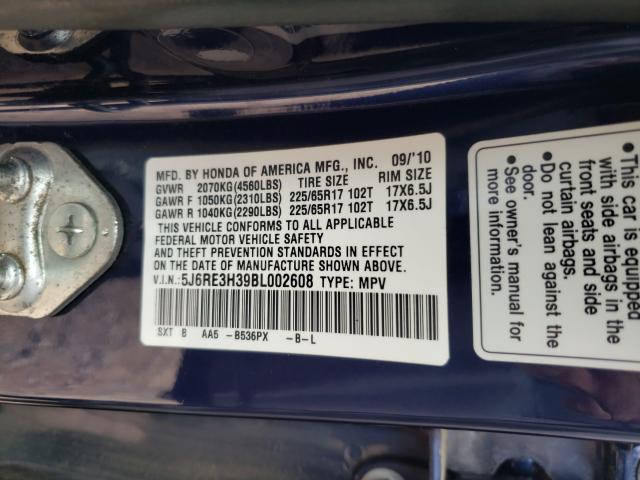 MFD. BY HONDA OF AMERICA MFG., INC. 09/'10
GVWR 2070KG(4560LBS) TIRE SIZE RIM SIZE
GAWR F 1050KG(2310LBS) 225/65R17 102T 17X6.5J
GAWR R 1040KG(2290LBS) 225/65R17 102T 17X6.5J
THIS VEHICLE CONFORMS TO ALL APPLICABLE
FEDERAL MOTOR VEHICLE SAFETY
AND THEFT PREVENTION STANDARDS IN EFFECT
ON THE DATE OF MANUFACTURE SHOWN ABOVE.
V.I.N.:5J6RE3H39BL002608 TYPE: MPV
SXT B AA5 -B536PX -B-L
•This car is equipped
with side airbags in the
front seats and side
curtain airbags.
•Do not lean against the
door.
•See owner's manual for
more information.